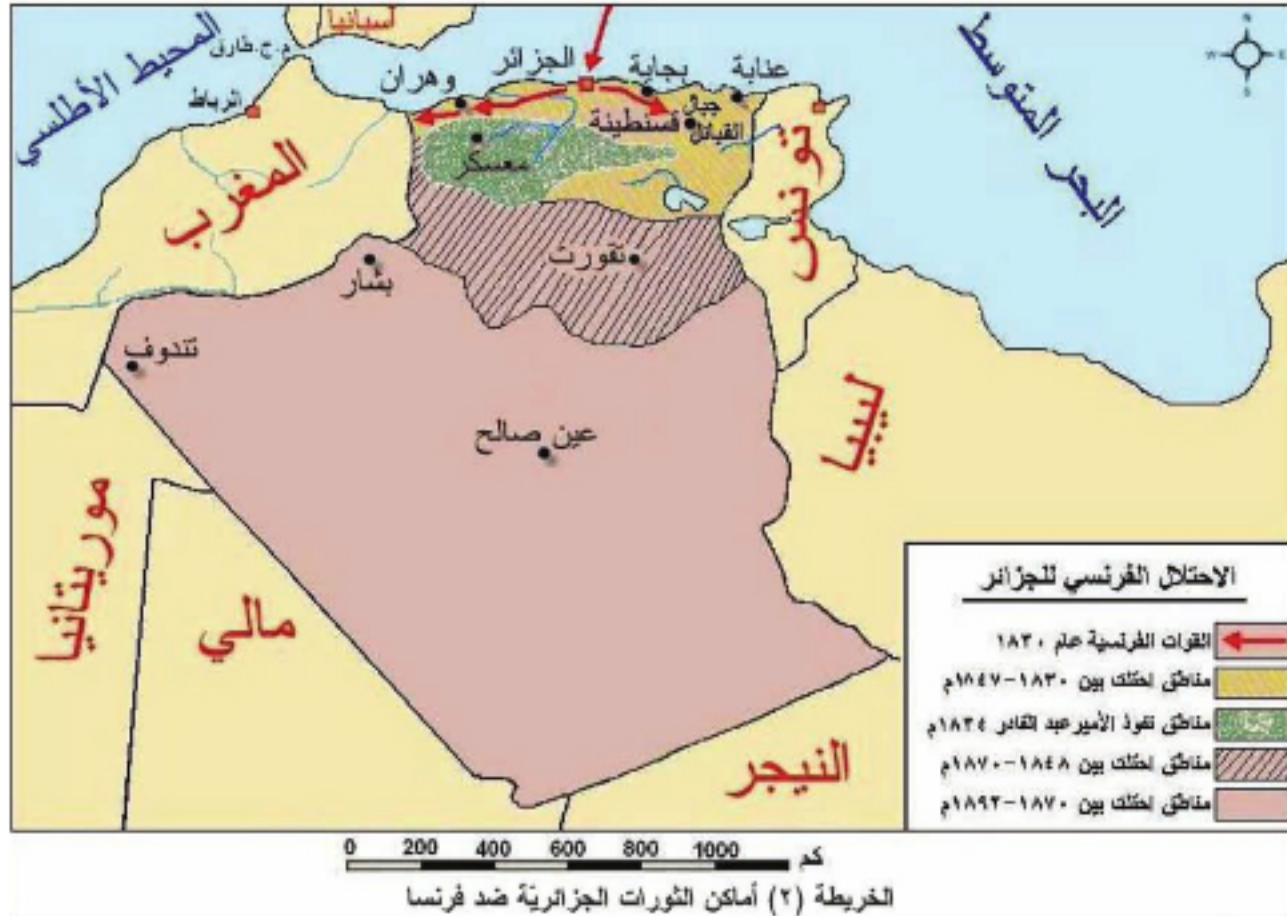 المحيط الأطلسي
أسبانيا
م.ج.طارق
الرباط
المغرب
وهران
الجزائر
بجاية
عنابة
جبال
القبائل
قسنطينة
معسكر
تونس
البحر المتوسط
تقورت
بشار
تندوف
عين صالح
ليبيا
موريتانيا
مالي
النيجر
N
E
S
W
الاحتلال الفرنسي للجزائر
القوات الفرنسية عام ١٨٣٠
مناطق احتلت بين ١٨٣٠-١٨٤٧م
مناطق نفوذ الأمير عبد القادر ١٨٣٤م
مناطق احتلت بين ١٨٤٨-١٨٧٠م
مناطق احتلت بين ١٨٧٠-١٨٩٢م
0 200 400 600 800 1000 كم
الخريطة (٢) أماكن الثورات الجزائريّة ضد فرنسا